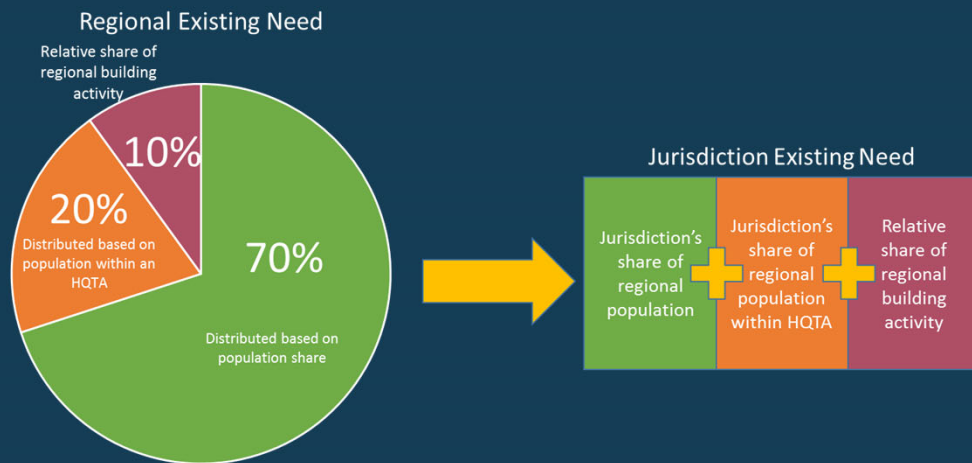 Regional Existing Need
Relative share of
regional building
activity
10%
20%
Distributed based on
population within an
HQTA
70%
Distributed based on
population share
Jurisdiction Existing Need
Jurisdiction's
share of
regional
population
Jurisdiction's
share of
regional
population
within HQTA
Relative
share of
regional
building
activity